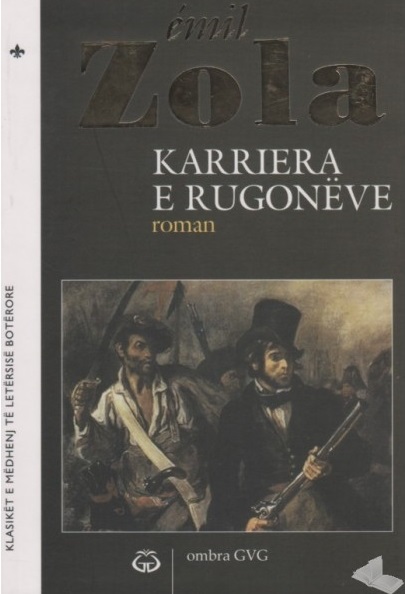 émil
Zola
KARRIERA
E RUGONËVE
roman
KLASIKËT E MËDHENJ TË LETËRSISË BOTËRORE
ombra GVG